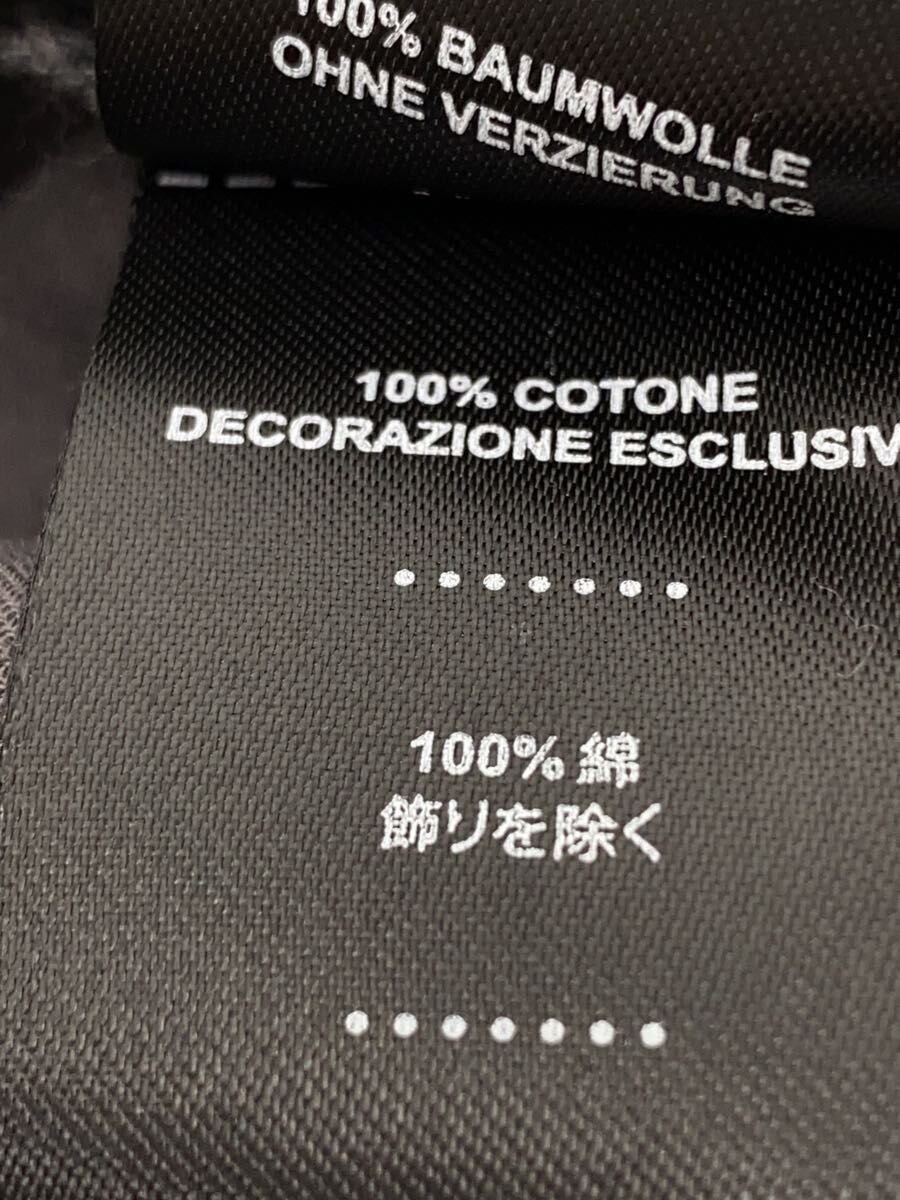 100% BAUMWOLLE
OHNE VERZIERUNG
100% COTONE
DECORAZIONE ESCLUSIV
100% 綿
飾りを除く